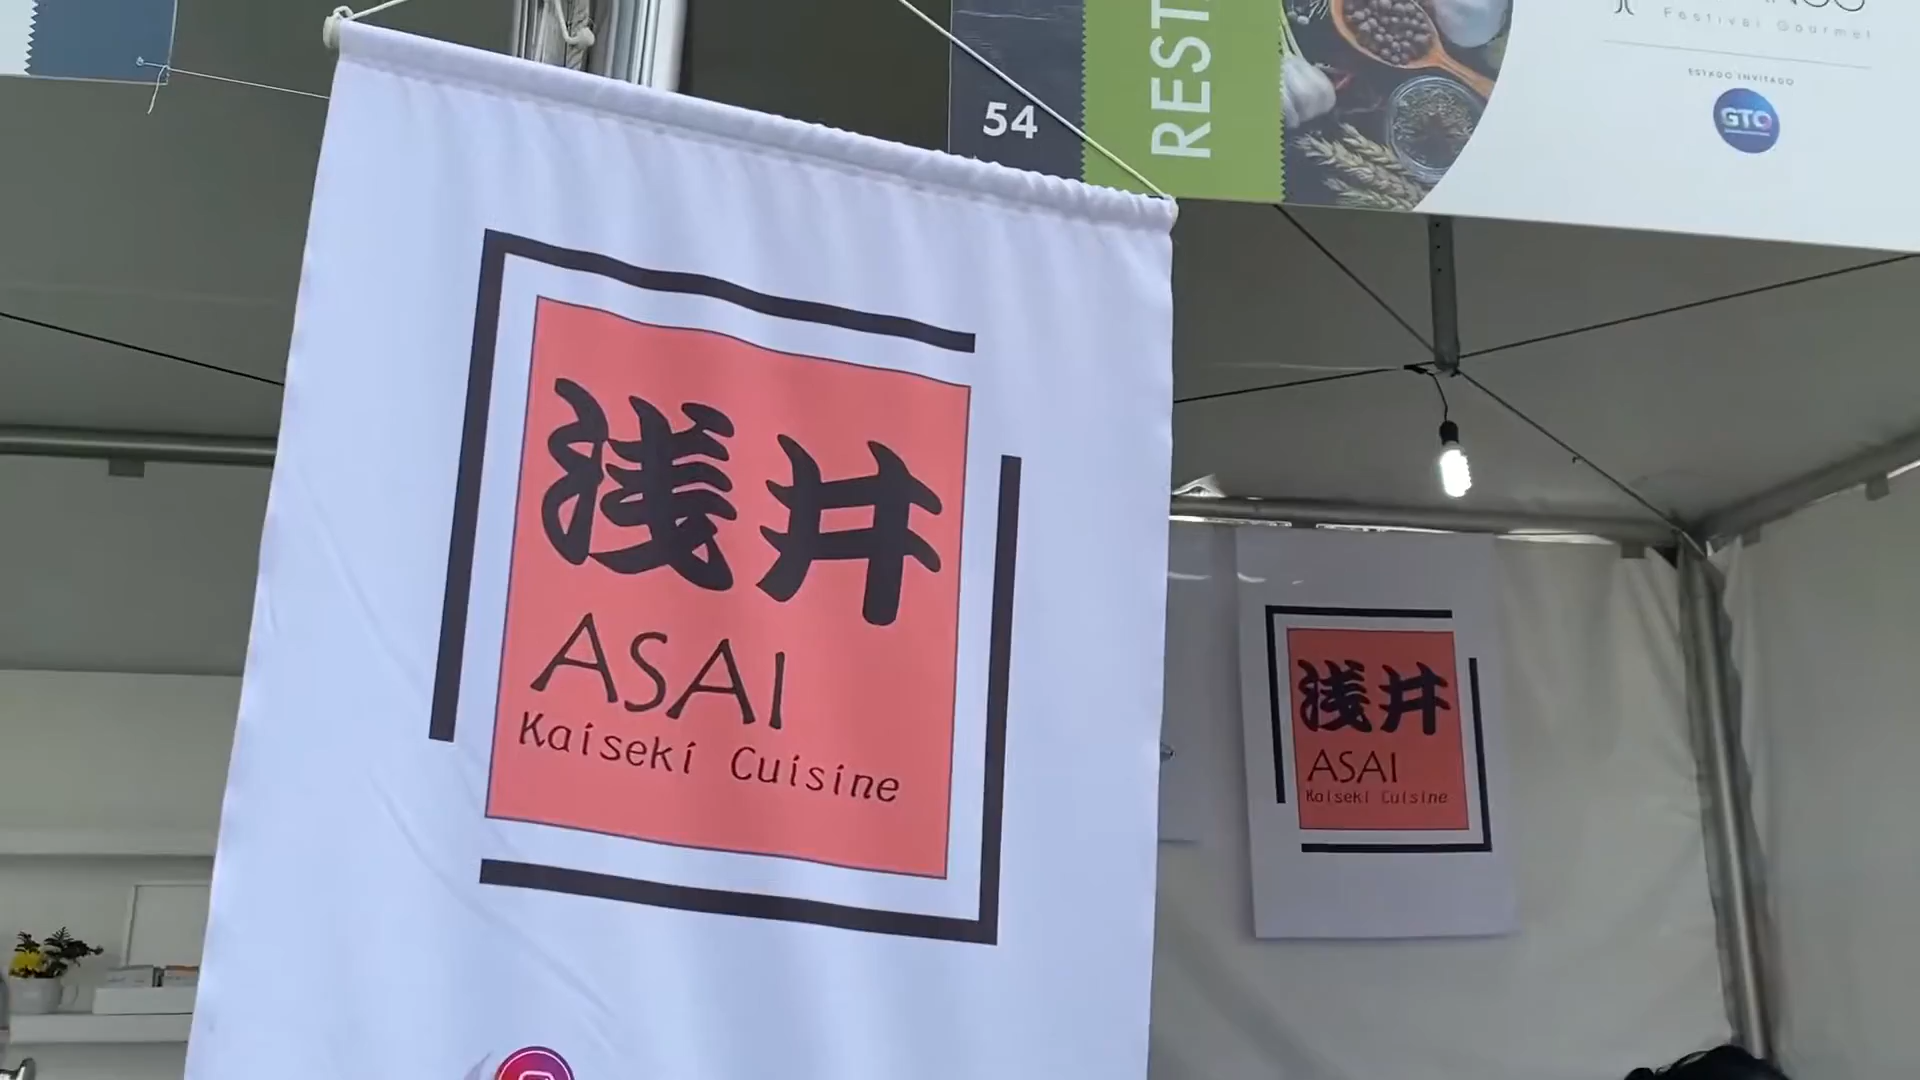 54
REST
Festival Gourmet
ESTADO INVITADO
GTO
浅井
ASAI
Kaiseki Cuisine
浅井
ASAI
Kaiseki Cuisine